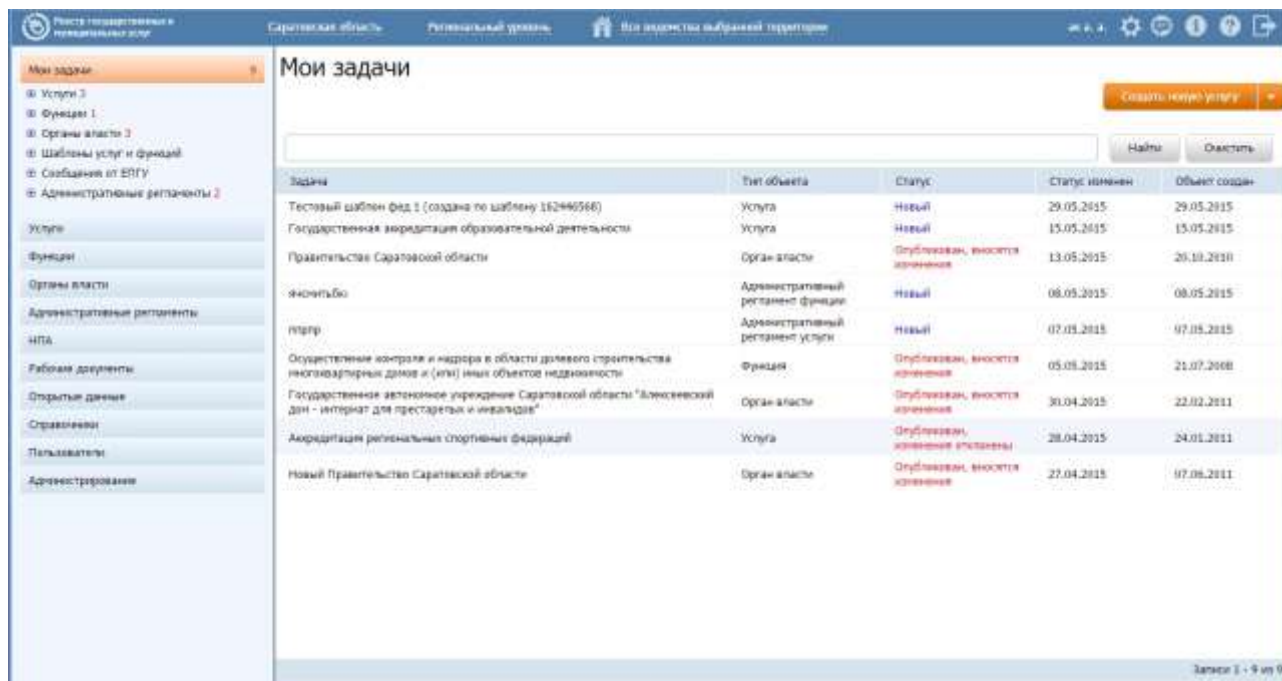 Реестр государственных и
муниципальных услуг
Саратовская область
Региональный уровень
Все ведомства выбранной территории
Мои задачи 9
Услуги 3
Функции 1
Органы власти 3
Шаблоны услуг и функций
Сообщения от ЕПГУ
Административные регламенты 2
Услуги
Функции
Органы власти
Административные регламенты
НПА
Рабочие документы
Открытые данные
Справочники
Пользователи
Администрирование
Мои задачи
Создать новую услугу
Найти Очистить
Задача Тип объекта Статус Статус изменен Объект создан
Тестовый шаблон фед 1 (создана по шаблону 162446568) Услуга Новый 29.05.2015 29.05.2015
Государственная аккредитация образовательной деятельности Услуга Новый 15.05.2015 15.05.2015
Правительство Саратовской области Орган власти Опубликован, вносятся изменения 13.05.2015 26.10.2010
Административный регламент функции Новый 08.05.2015 08.05.2015
Административный регламент услуги Новый 07.05.2015 07.05.2015
Осуществление контроля и надзора в области долевого строительства
многоквартирных домов и (или) иных объектов недвижимости Функция Опубликован, вносятся изменения 05.05.2015 21.07.2008
Государственное автономное учреждение Саратовской области "Алексеевский
дом - интернат для престарелых и инвалидов" Орган власти Опубликован, вносятся изменения 30.04.2015 22.02.2011
Аккредитация региональных спортивных федераций Услуга Опубликован, изменения отклонены 28.04.2015 24.01.2011
Новый Правительство Саратовской области Орган власти Опубликован, вносятся изменения 27.04.2015 07.06.2011
Записи 1 - 9 из 9